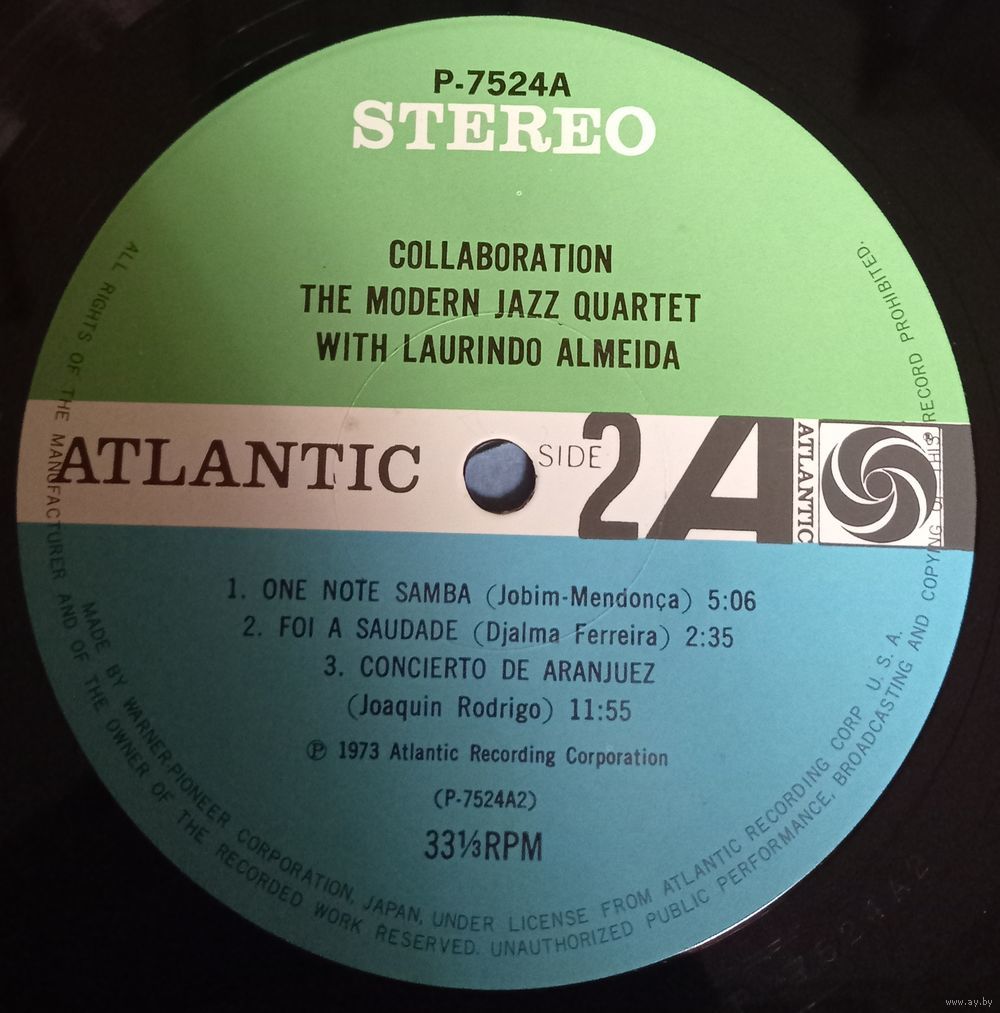 P-7524A
STEREO
COLLABORATION
THE MODERN JAZZ QUARTET
WITH LAURINDO ALMEIDA
ATLANTIC
SIDE 2
A
ATLANTIC
®
1. ONE NOTE SAMBA (Jobim-Mendonça) 5:06
2. FOI A SAUDADE (Djalma Ferreira) 2:35
3. CONCIERTO DE ARANJUEZ
(Joaquin Rodrigo) 11:55
℗ 1973 Atlantic Recording Corporation
(P-7524A2)
33⅓RPM
MADE BY WARNER-PIONEER CORPORATION, JAPAN, UNDER LICENSE FROM ATLANTIC RECORDING CORP U. S. A.
ALL RIGHTS OF THE MANUFACTURER AND OF THE OWNER OF THE RECORDED WORK RESERVED. UNAUTHORIZED PUBLIC PERFORMANCE, BROADCASTING AND COPYING OF THIS RECORD PROHIBITED.
www.ay.by